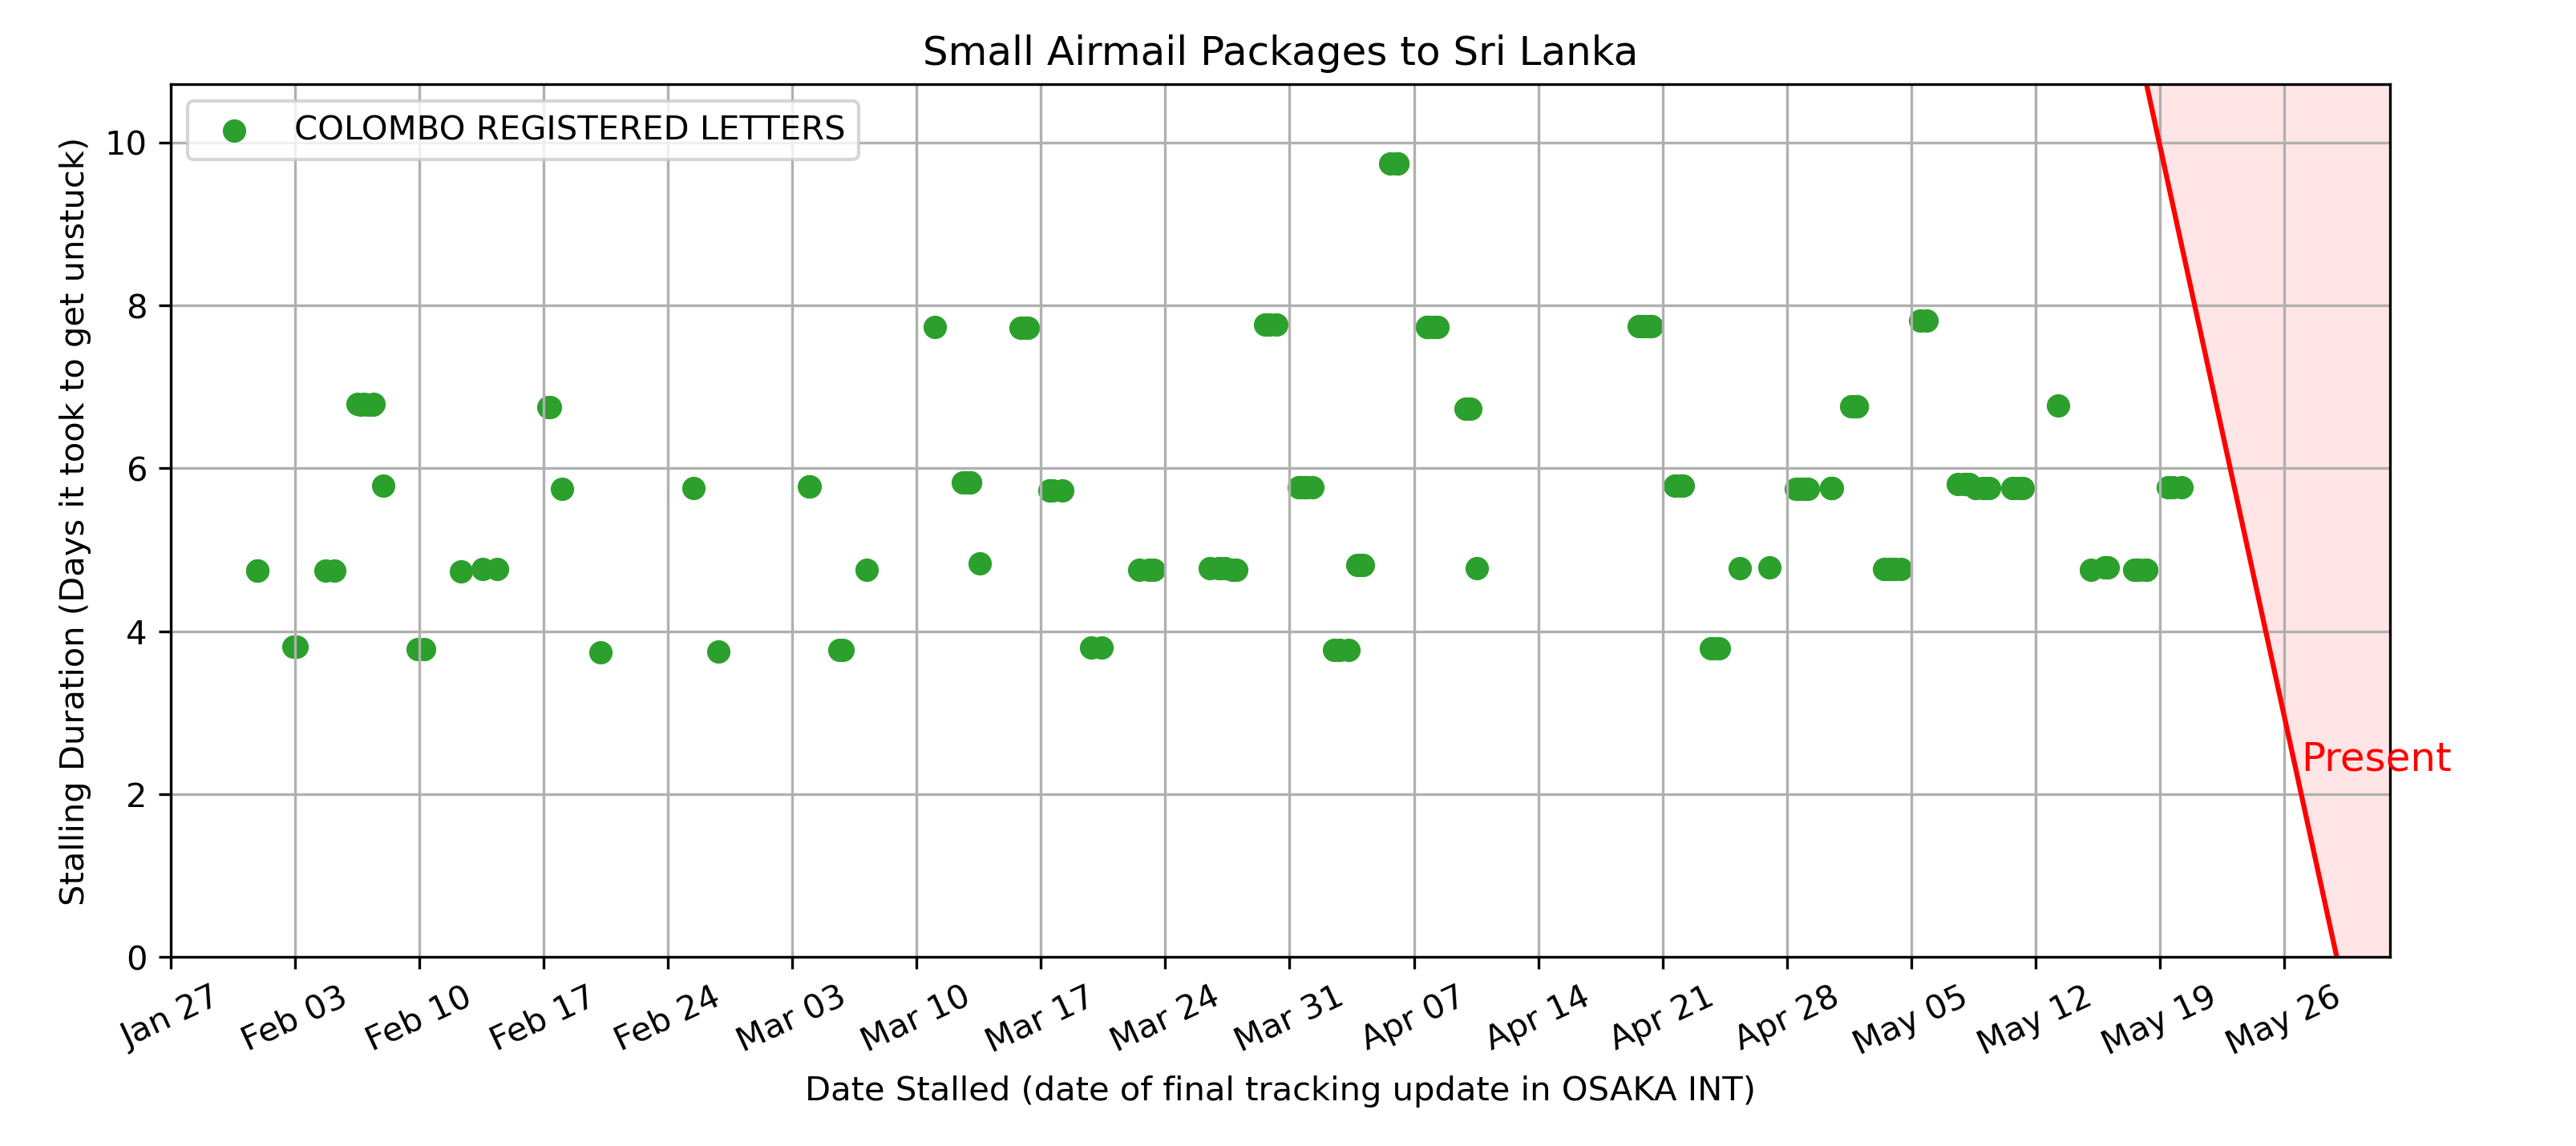 Small Airmail Packages to Sri Lanka
COLOMBO REGISTERED LETTERS
Stalling Duration (Days it took to get unstuck)
10
8
6
4
2
0
Present
Jan 27
Feb 03
Feb 10
Feb 17
Feb 24
Mar 03
Mar 10
Mar 17
Mar 24
Mar 31
Apr 07
Apr 14
Apr 21
Apr 28
May 05
May 12
May 19
May 26
Date Stalled (date of final tracking update in OSAKA INT)